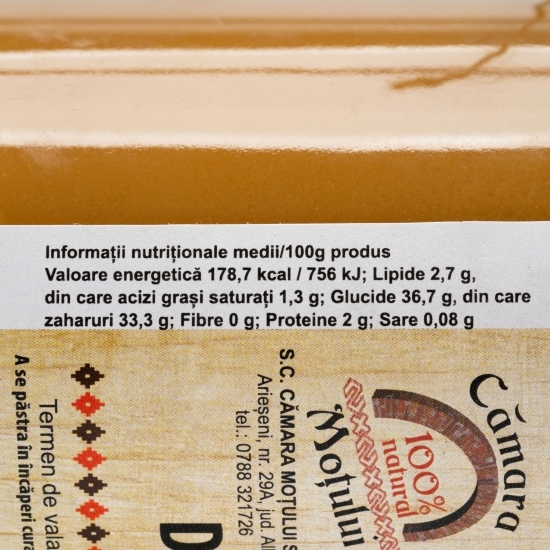 Informații nutriționale medii/100g produs
Valoare energetică 178,7 kcal / 756 kJ; Lipide 2,7 g,
din care acizi grași saturați 1,3 g; Glucide 36,7 g, din care
zaharuri 33,3 g; Fibre 0 g; Proteine 2 g; Sare 0,08 g
Cămara
Moțului
100%
natural
S.C. CĂMARA MOȚULUI S
Arieșeni, nr. 29A, jud. Al
tel.: 0788 321726
D
Termen de vala
A se păstra în încăperi cura